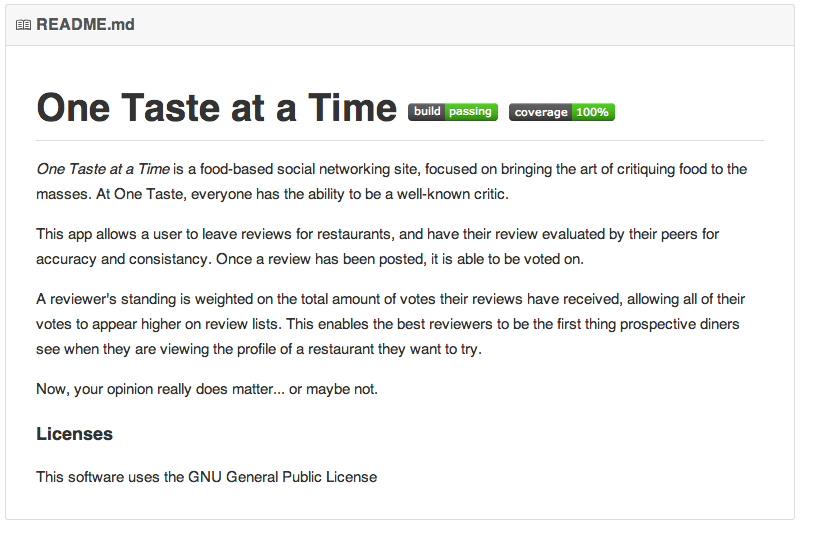 README.md
One Taste at a Time build passing coverage 100%
One Taste at a Time is a food-based social networking site, focused on bringing the art of critiquing food to the
masses. At One Taste, everyone has the ability to be a well-known critic.
This app allows a user to leave reviews for restaurants, and have their review evaluated by their peers for
accuracy and consistancy. Once a review has been posted, it is able to be voted on.
A reviewer's standing is weighted on the total amount of votes their reviews have received, allowing all of their
votes to appear higher on review lists. This enables the best reviewers to be the first thing prospective diners
see when they are viewing the profile of a restaurant they want to try.
Now, your opinion really does matter... or maybe not.
Licenses
This software uses the GNU General Public License